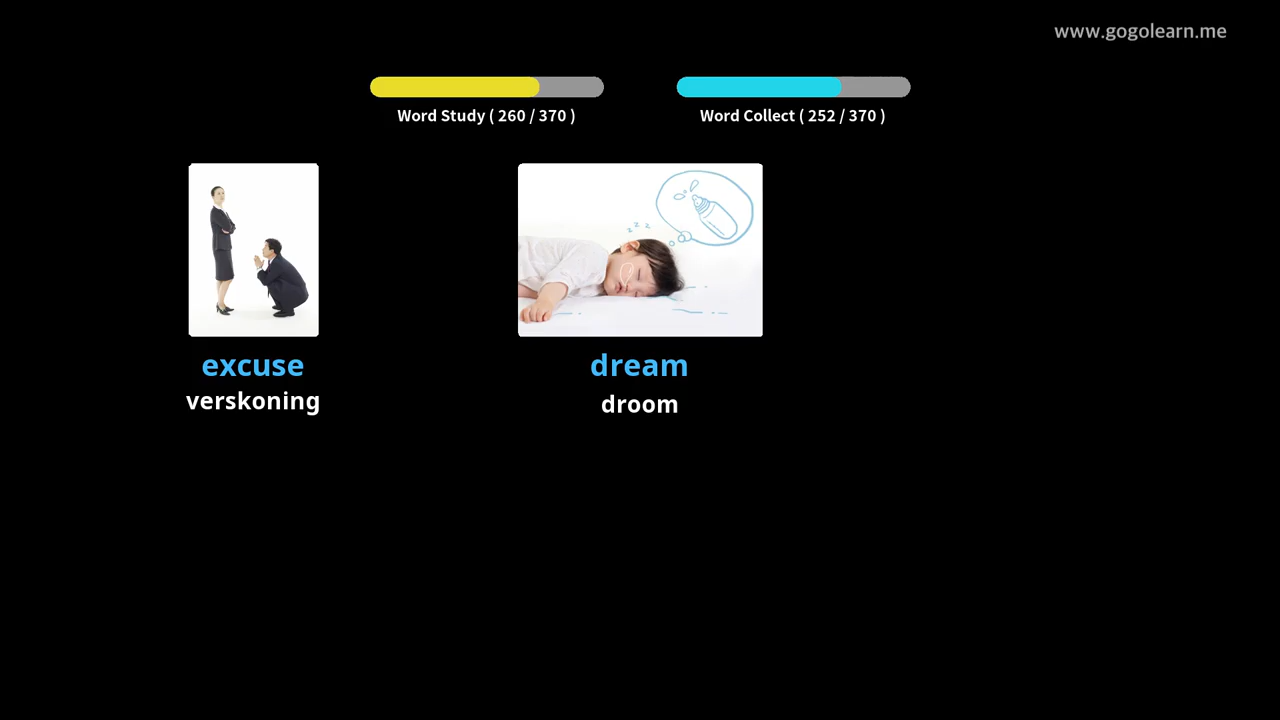 www.gogolearn.me
Word Study ( 260 / 370 )
Word Collect ( 252 / 370 )
z z z
excuse
verskoning
dream
droom